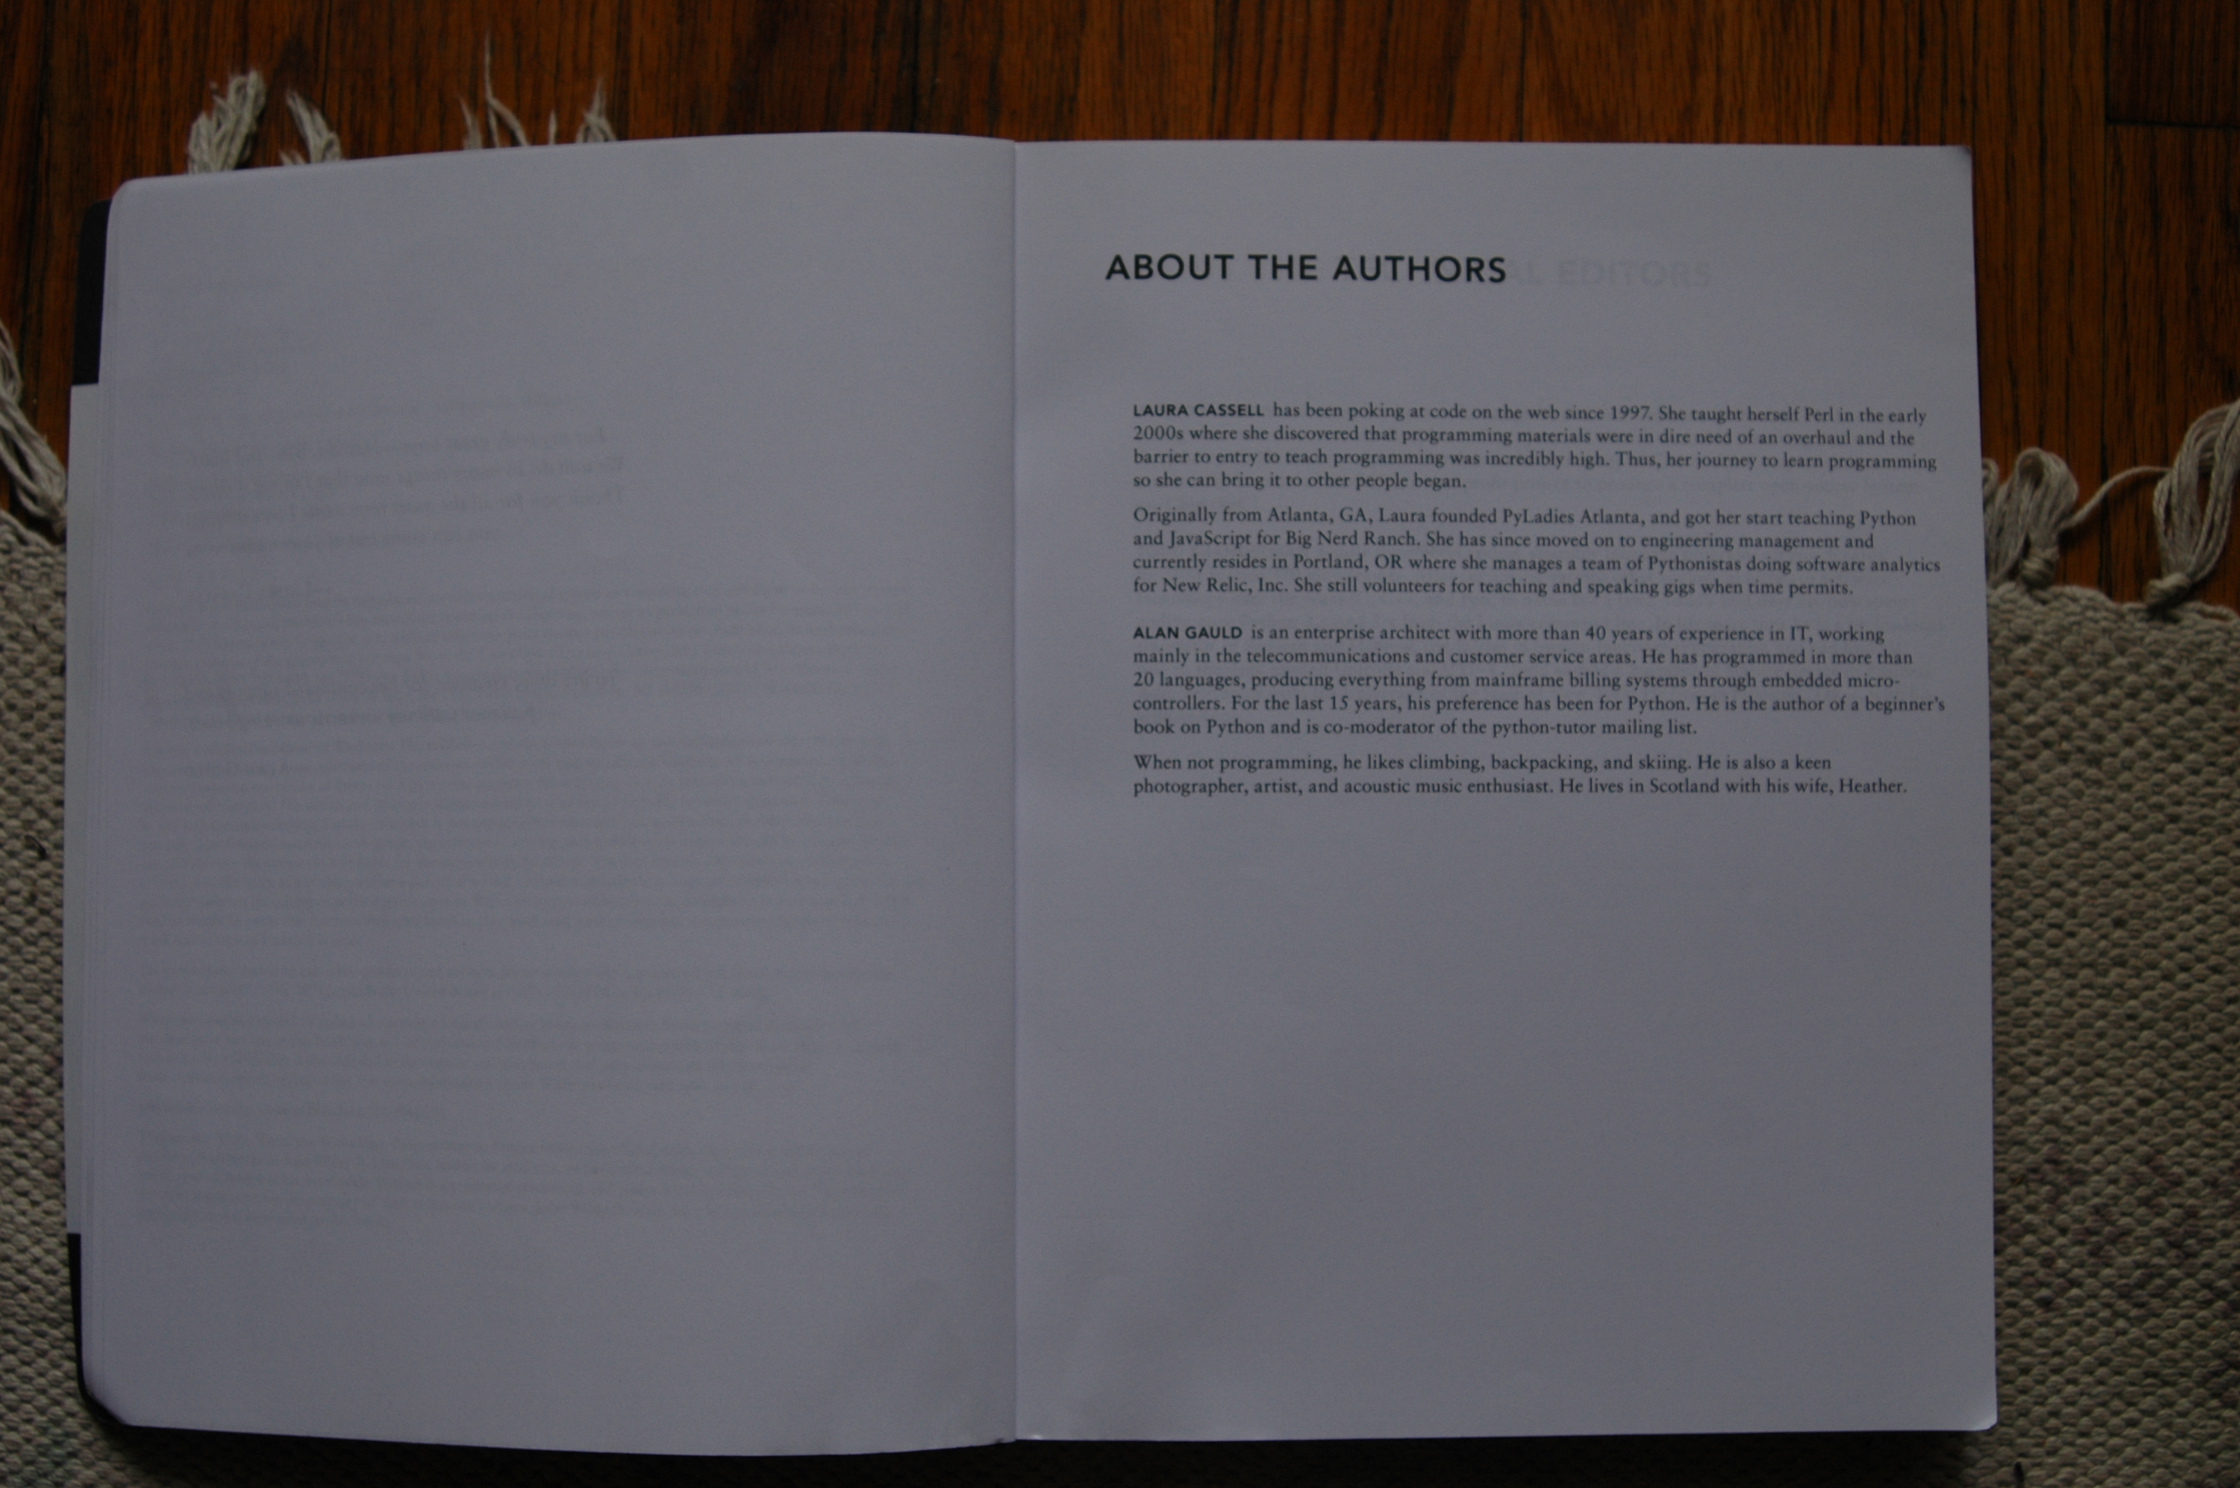 ABOUT THE AUTHORS
LAURA CASSELL has been poking at code on the web since 1997. She taught herself Perl in the early
2000s where she discovered that programming materials were in dire need of an overhaul and the
barrier to entry to teach programming was incredibly high. Thus, her journey to learn programming
so she can bring it to other people began.
Originally from Atlanta, GA, Laura founded PyLadies Atlanta, and got her start teaching Python
and JavaScript for Big Nerd Ranch. She has since moved on to engineering management and
currently resides in Portland, OR where she manages a team of Pythonistas doing software analytics
for New Relic, Inc. She still volunteers for teaching and speaking gigs when time permits.
ALAN GAULD is an enterprise architect with more than 40 years of experience in IT, working
mainly in the telecommunications and customer service areas. He has programmed in more than
20 languages, producing everything from mainframe billing systems through embedded micro-
controllers. For the last 15 years, his preference has been for Python. He is the author of a beginner's
book on Python and is co-moderator of the python-tutor mailing list.
When not programming, he likes climbing, backpacking, and skiing. He is also a keen
photographer, artist, and acoustic music enthusiast. He lives in Scotland with his wife, Heather.